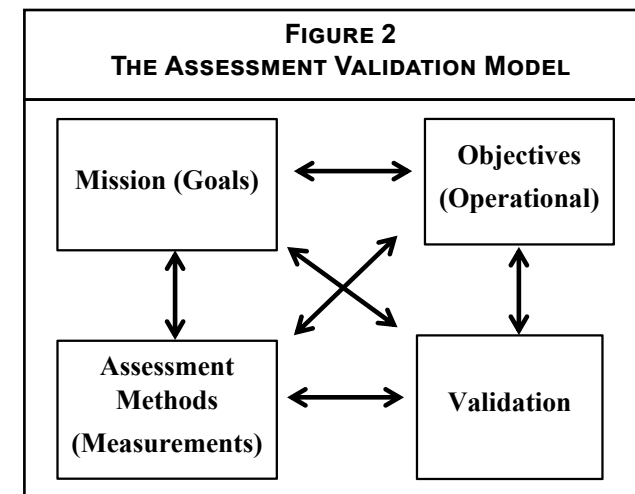 FIGURE 2
THE ASSESSMENT VALIDATION MODEL
Mission (Goals)
Objectives
(Operational)
Assessment
Methods
(Measurements)
Validation